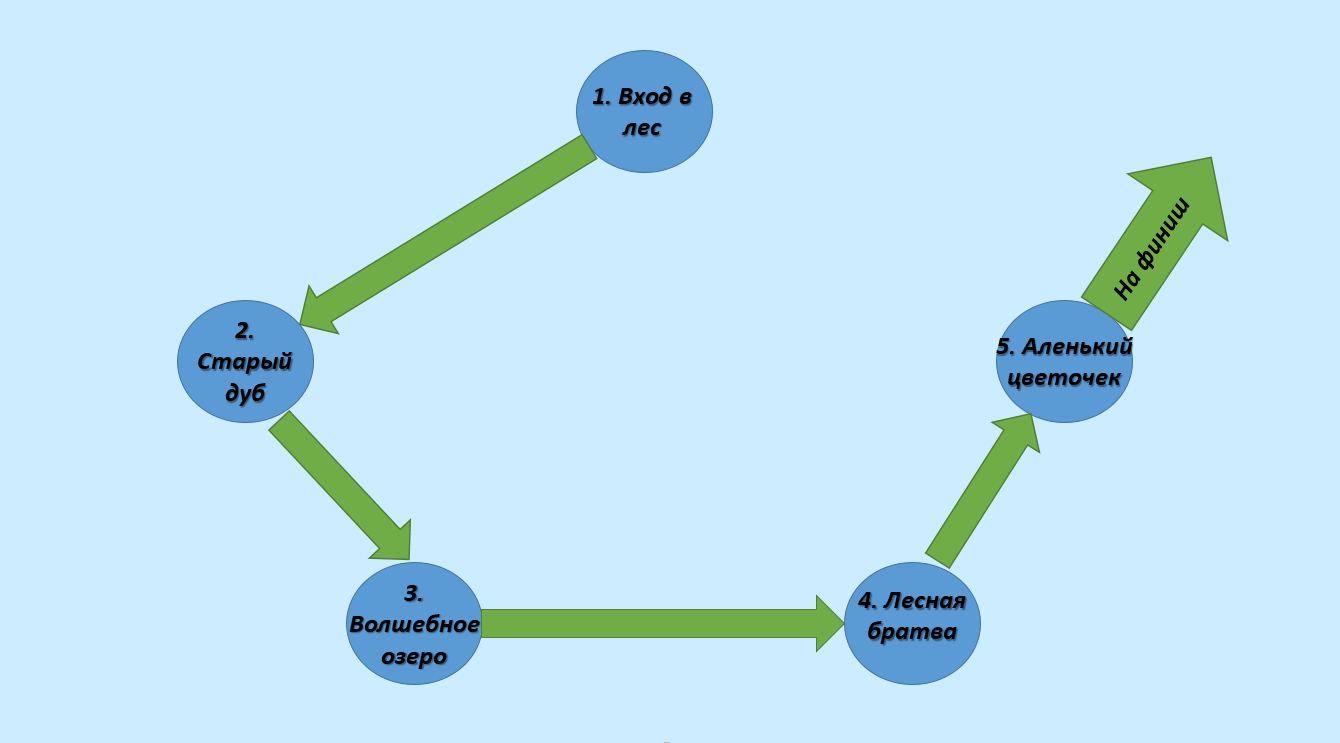 1. Вход в
лес
2.
Старый
дуб
3.
Волшебное
озеро
4. Лесная
братва
5. Аленький
цветочек
На финиш